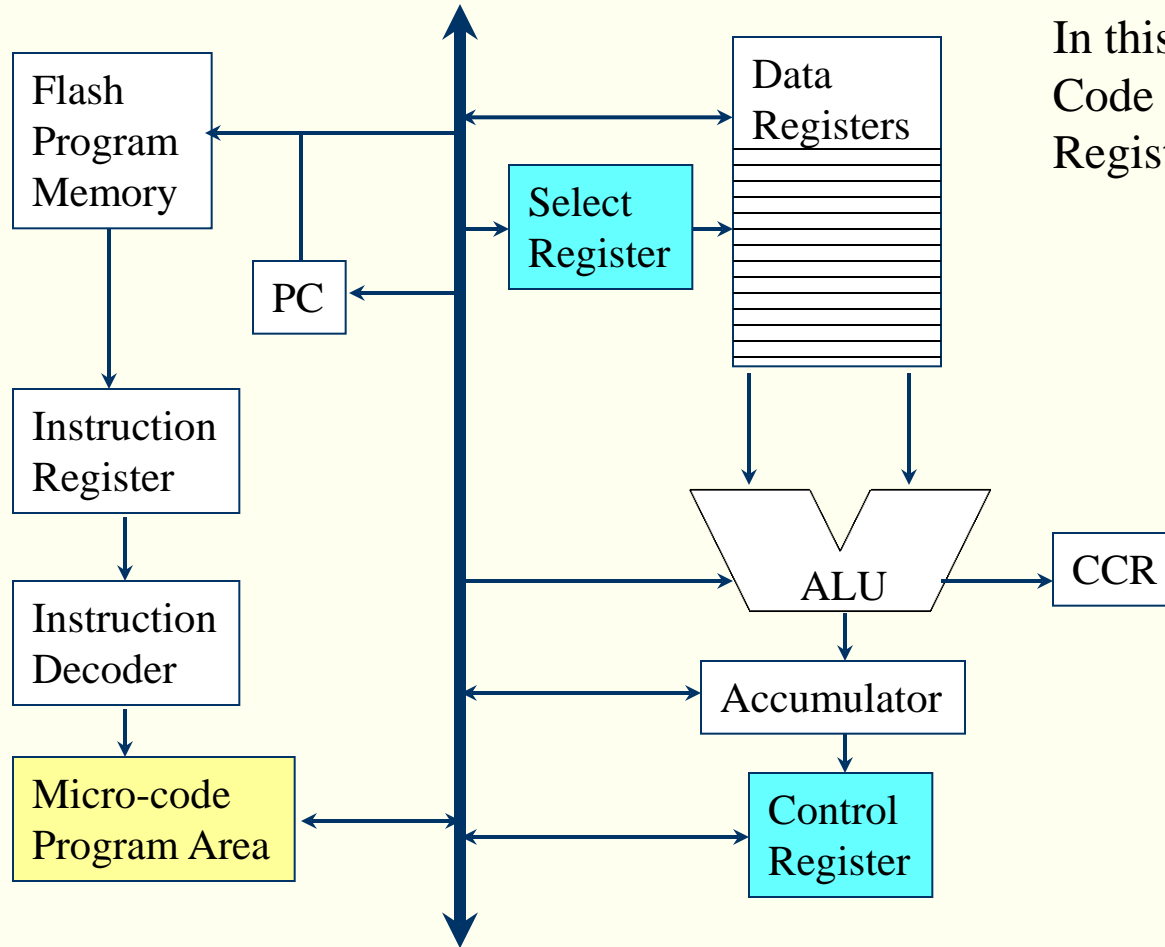 Flash
Program
Memory
PC
Instruction
Register
Instruction
Decoder
Micro-code
Program Area
Data
Registers
Select
Register
ALU
CCR
Accumulator
Control
Register
In this
Code
Regist